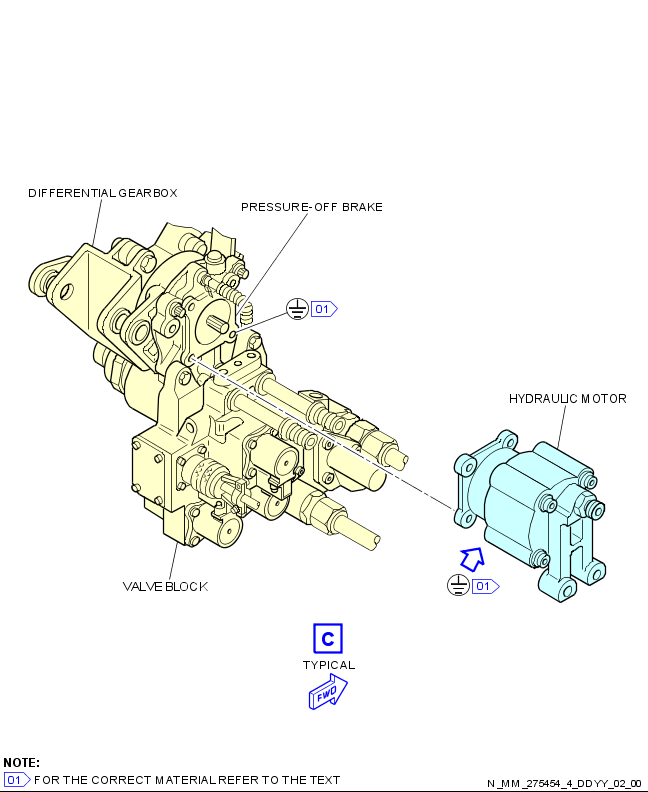 DIFFERENTIAL GEARBOX
PRESSURE-OFF BRAKE
01
HYDRAULIC MOTOR
01
VALVE BLOCK
C
TYPICAL
FWD
NOTE:
01 FOR THE CORRECT MATERIAL REFER TO THE TEXT
N_MM_275454_4_DDYY_02_00